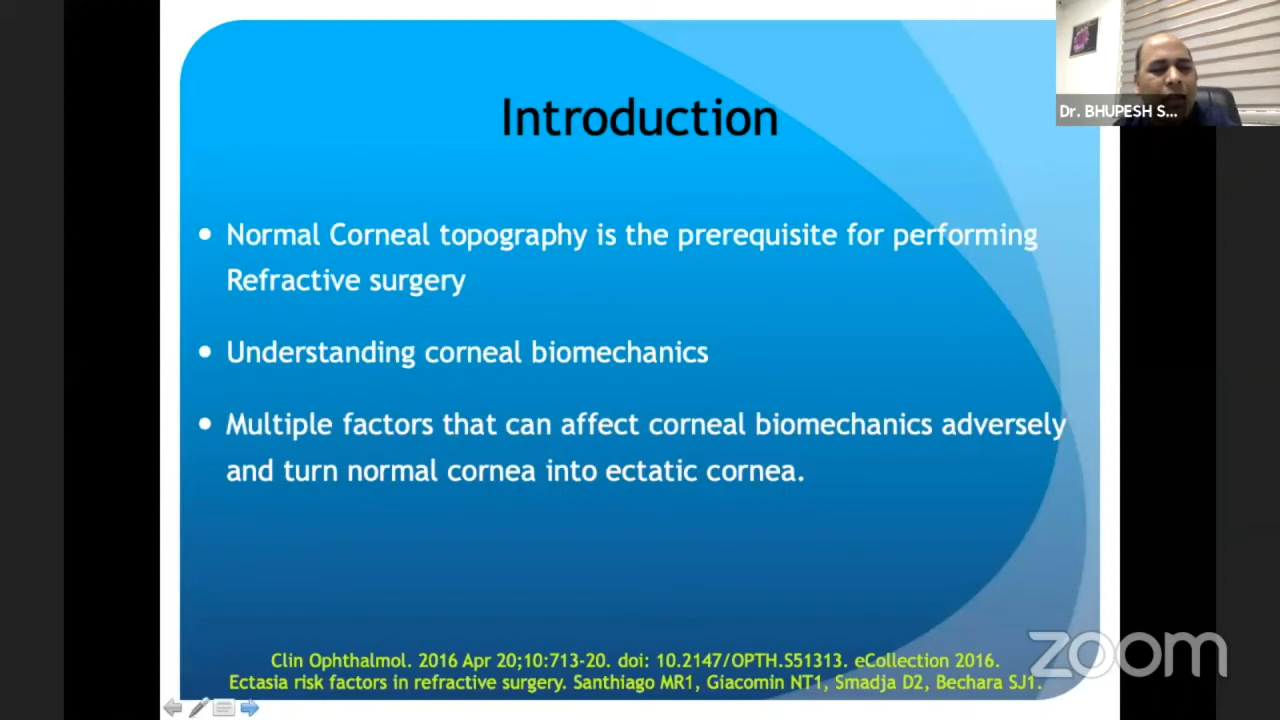 Introduction
Dr. BHUPESH S...
• Normal Corneal topography is the prerequisite for performing
Refractive surgery
• Understanding corneal biomechanics
• Multiple factors that can affect corneal biomechanics adversely
and turn normal cornea into ectatic cornea.
Clin Ophthalmol. 2016 Apr 20;10:713-20. doi: 10.2147/OPTH.S51313. eCollection 2016.
Ectasia risk factors in refractive surgery. Santhiago MR1, Giacomin NT1, Smadja D2, Bechara SJ1.
zoom